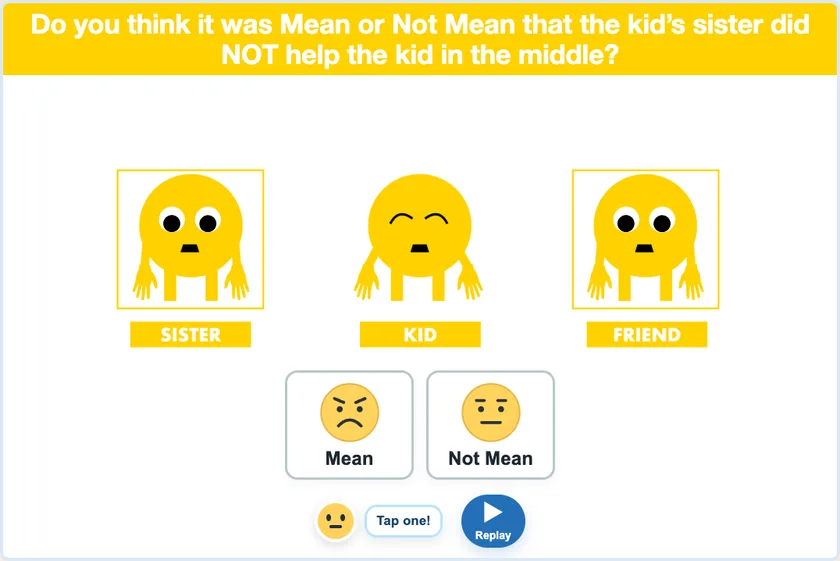 Do you think it was Mean or Not Mean that the kid’s sister did
NOT help the kid in the middle?
SISTER
KID
FRIEND
Mean
Not Mean
Tap one!
Replay